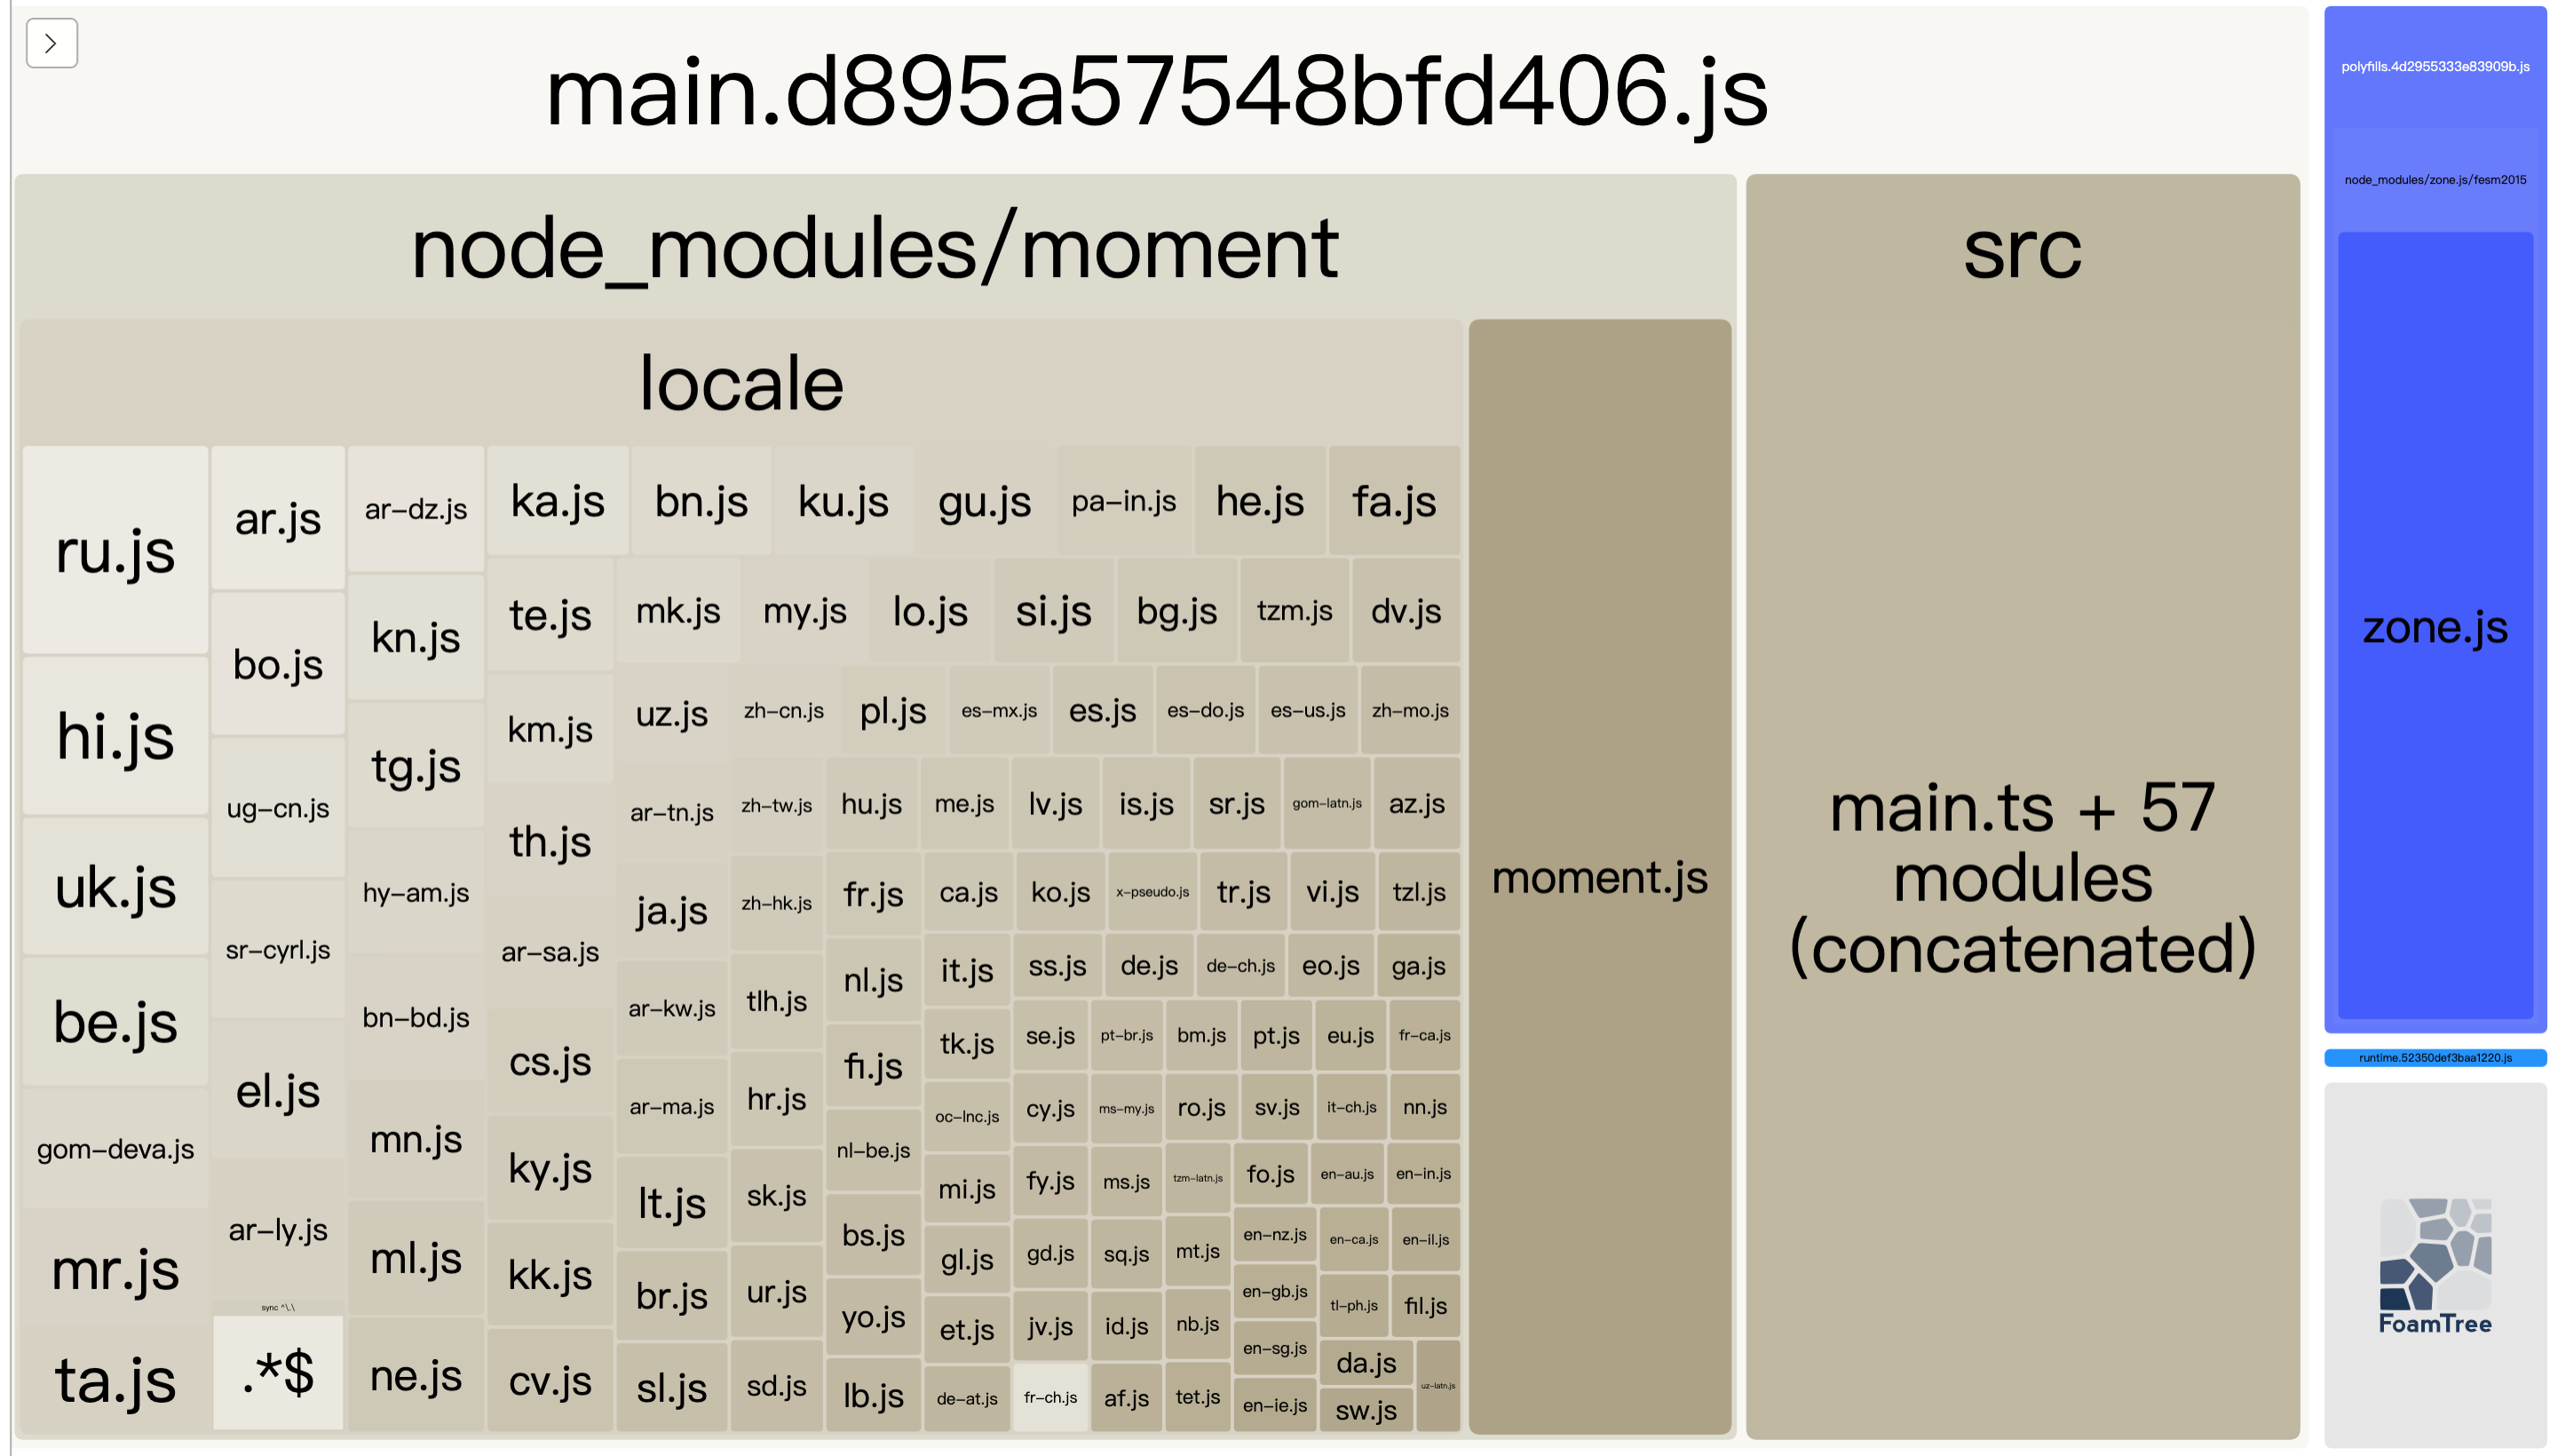 main.d895a57548bfd406.js
node_modules/moment
locale
ru.js
hi.js
uk.js
be.js
gom-deva.js
mr.js
ta.js
ar.js
bo.js
ug-cn.js
sr-cyrl.js
el.js
ar-ly.js
sync ^\.\
.*$
ar-dz.js
kn.js
tg.js
hy-am.js
bn-bd.js
mn.js
ml.js
ne.js
ka.js
bn.js
ku.js
gu.js
pa-in.js
he.js
fa.js
te.js
km.js
th.js
ar-sa.js
cs.js
ky.js
kk.js
cv.js
mk.js
my.js
lo.js
si.js
bg.js
tzm.js
dv.js
uz.js
ar-tn.js
ja.js
ar-kw.js
ar-ma.js
lt.js
br.js
sl.js
zh-cn.js
pl.js
es-mx.js
es.js
es-do.js
es-us.js
zh-mo.js
zh-tw.js
zh-hk.js
tlh.js
hr.js
sk.js
ur.js
sd.js
hu.js
me.js
lv.js
is.js
sr.js
gom-latn.js
az.js
fr.js
nl.js
fi.js
nl-be.js
bs.js
yo.js
lb.js
ca.js
ko.js
x-pseudo.js
tr.js
vi.js
tzl.js
it.js
tk.js
oc-lnc.js
mi.js
gl.js
et.js
de-at.js
ss.js
de.js
de-ch.js
eo.js
ga.js
se.js
pt-br.js
bm.js
pt.js
eu.js
fr-ca.js
cy.js
ms-my.js
ro.js
sv.js
it-ch.js
nn.js
fy.js
ms.js
tzm-latn.js
fo.js
en-au.js
en-in.js
gd.js
sq.js
mt.js
en-nz.js
en-ca.js
en-il.js
jv.js
id.js
nb.js
en-gb.js
tl-ph.js
fil.js
fr-ch.js
af.js
tet.js
en-sg.js
en-ie.js
da.js
sw.js
uz-latn.js
moment.js
src
main.ts + 57
modules
(concatenated)
polyfills.4d2955333e83909b.js
node_modules/zone.js/fesm2015
zone.js
runtime.52350def3baa1220.js
FoamTree